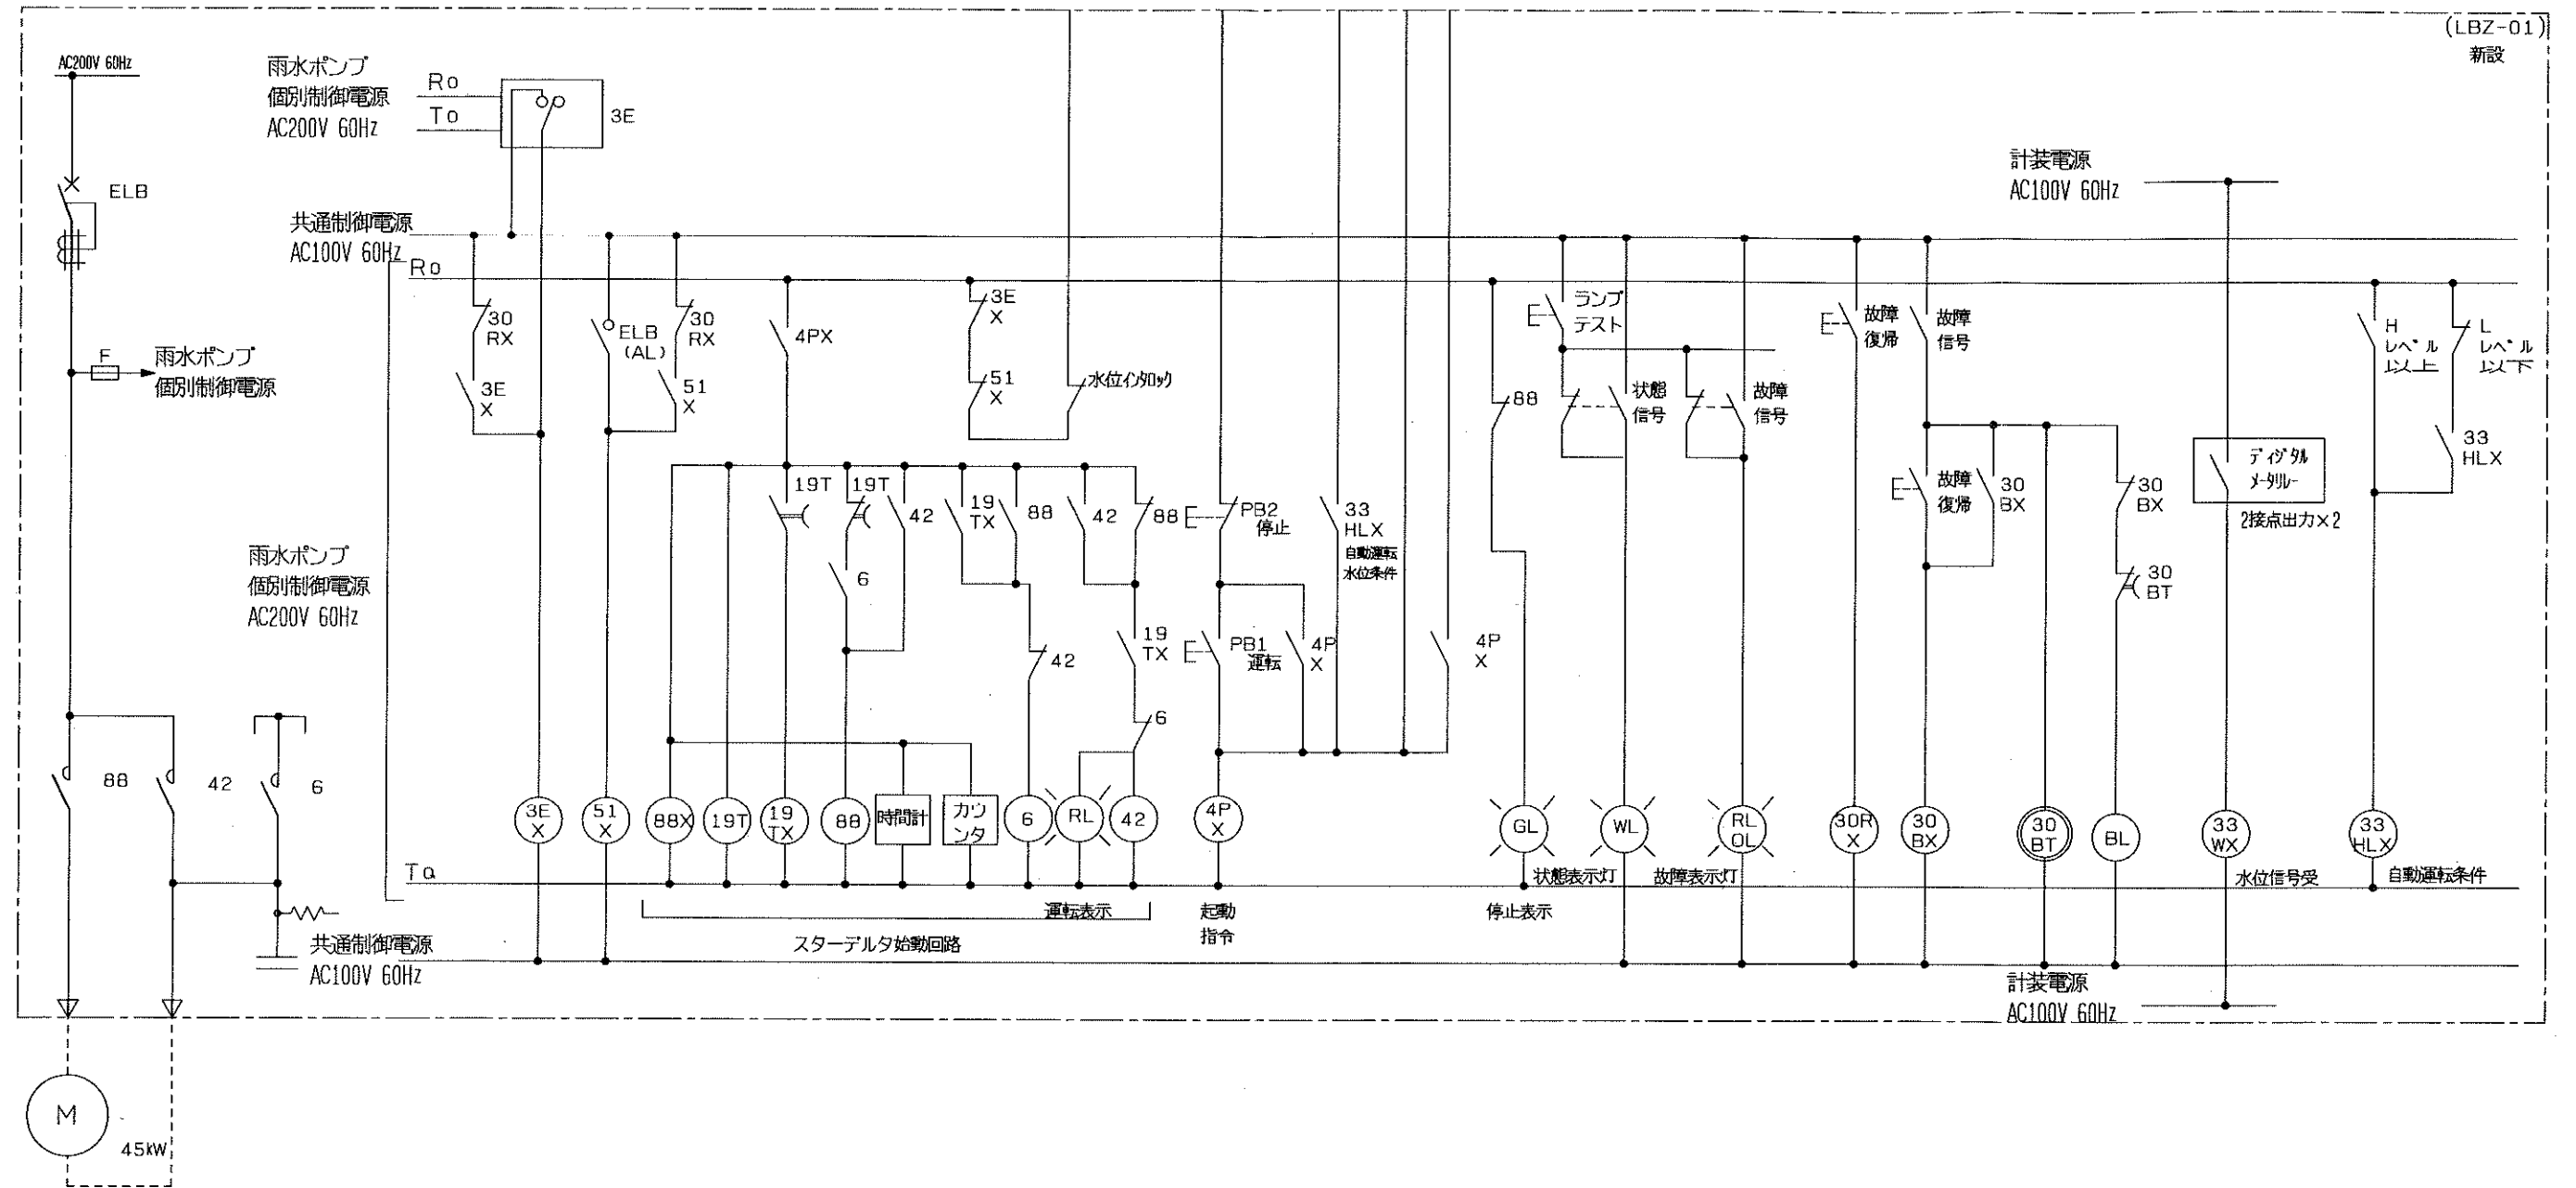 (LBZ-01)
新設
AC200V 60Hz
ELB
F
雨水ポンプ
個別制御電源
雨水ポンプ
個別制御電源
AC200V 60Hz
Ro
To
3E
共通制御電源
AC100V 60Hz
Ro
計装電源
AC100V 60Hz
30
RX
3E
X
ELB
(AL)
30
RX
51
X
4PX
3E
X
51
X
水位インタロック
88
ランプ
テスト
状態
信号
故障
信号
故障
復帰
故障
信号
H
レベル
以上
L
レベル
以下
33
HLX
雨水ポンプ
個別制御電源
AC200V 60Hz
19T
19T
6
42
19
TX
88
42
88
42
19
TX
6
PB2
停止
PB1
運転
4P
X
33
HLX
自動運転
水位条件
4P
X
故障
復帰
30
BX
30
BX
30
BT
ディジタル
メータリレー
2接点出力×2
88
42
6
3E
X
51
X
88X
19T
19
TX
88
時間計
カウ
ンタ
6
RL
42
4P
X
GL
WL
RL
OL
30R
X
30
BX
30
BT
BL
33
WX
33
HLX
To
状態表示灯
故障表示灯
水位信号受
自動運転条件
運転表示
起動
指令
停止表示
スターデルタ始動回路
共通制御電源
AC100V 60Hz
計装電源
AC100V 60Hz
M
45kW